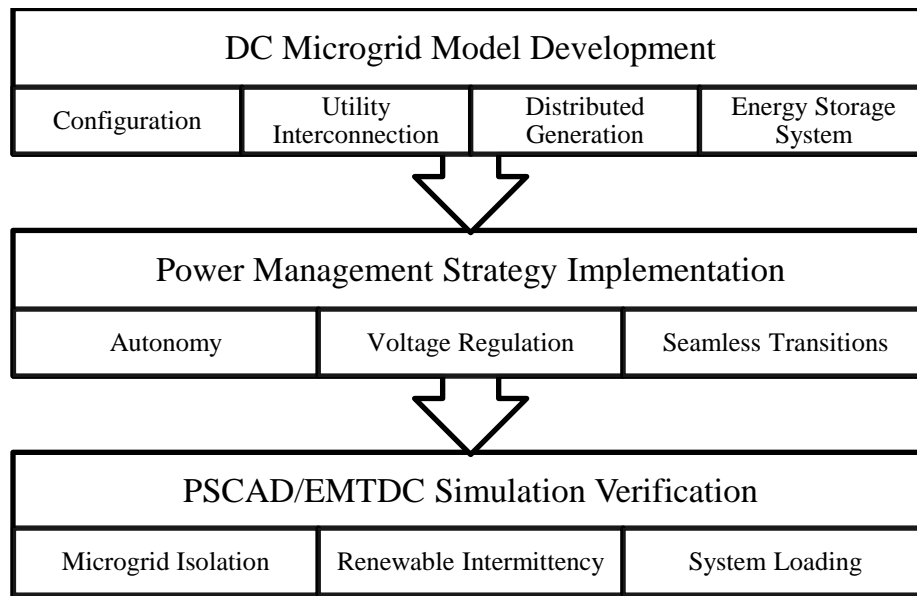 DC Microgrid Model Development
Configuration
Utility
Interconnection
Distributed
Generation
Energy Storage
System
Power Management Strategy Implementation
Autonomy
Voltage Regulation
Seamless Transitions
PSCAD/EMTDC Simulation Verification
Microgrid Isolation
Renewable Intermittency
System Loading